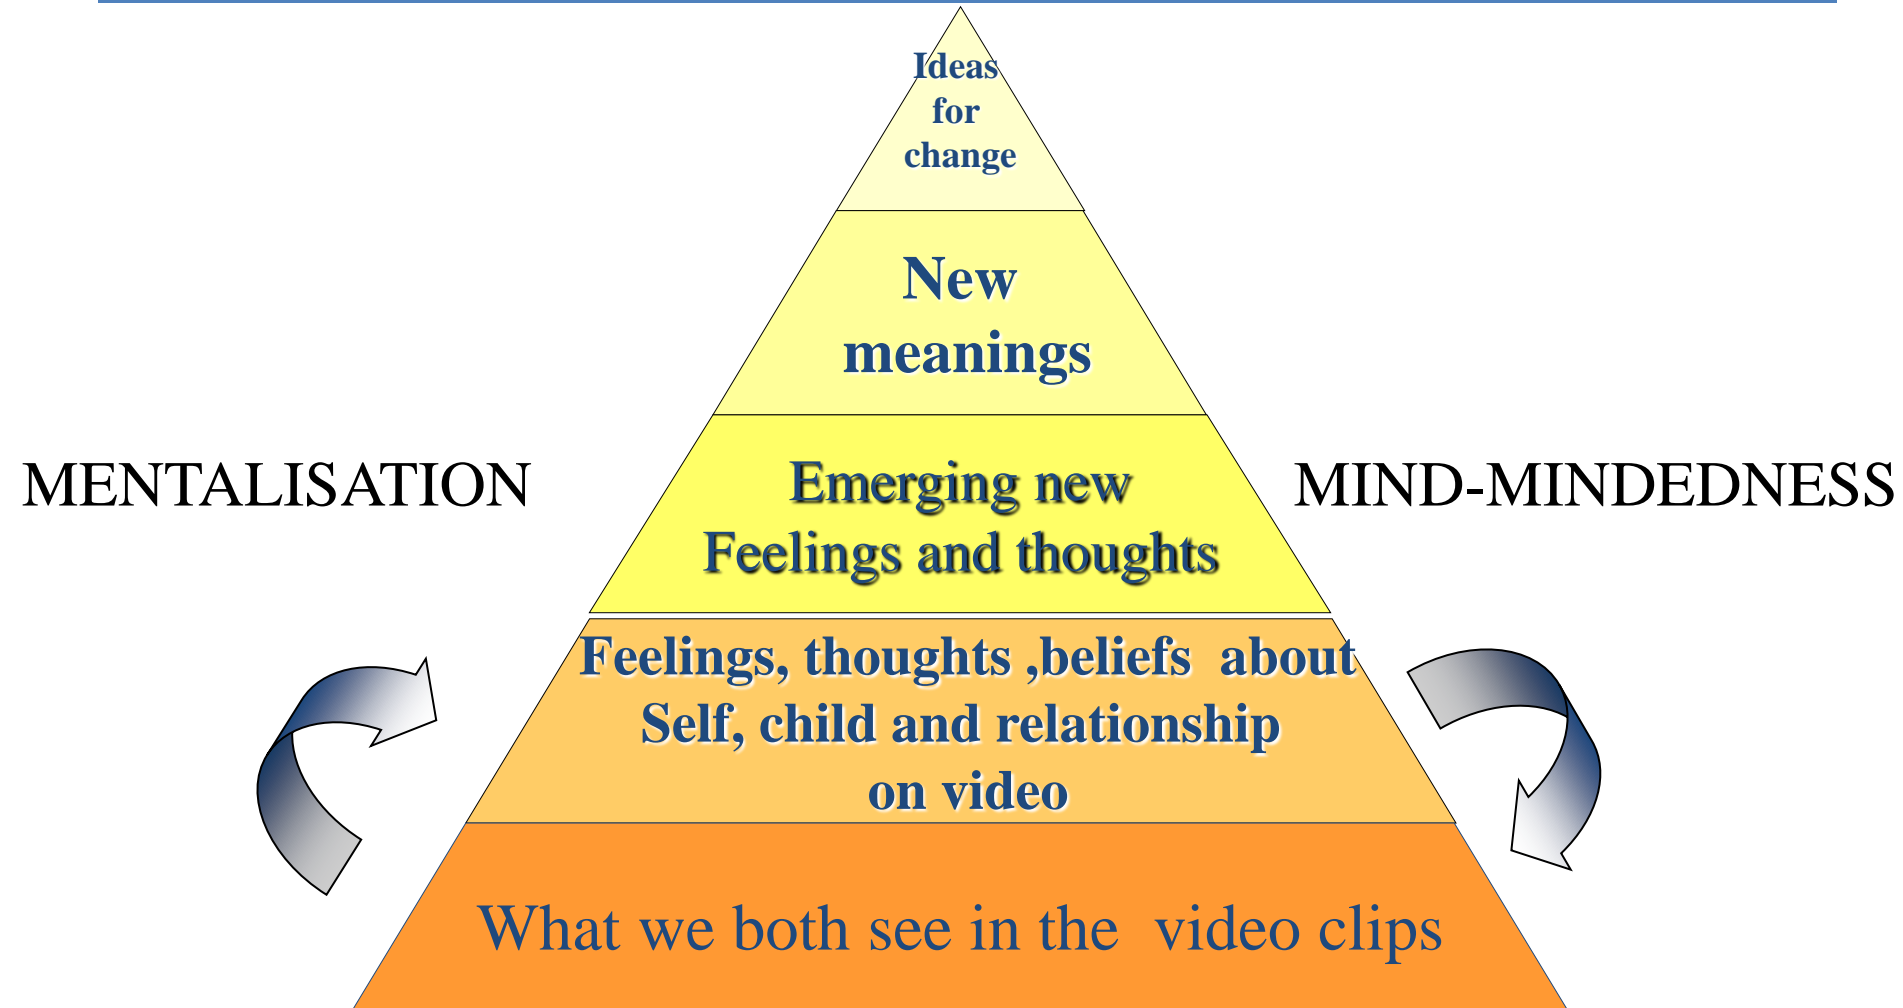 Ideas
for
change
New
meanings
MENTALISATION
Emerging new
Feelings and thoughts
MIND-MINDEDNESS
Feelings, thoughts ,beliefs about
Self, child and relationship
on video
What we both see in the video clips